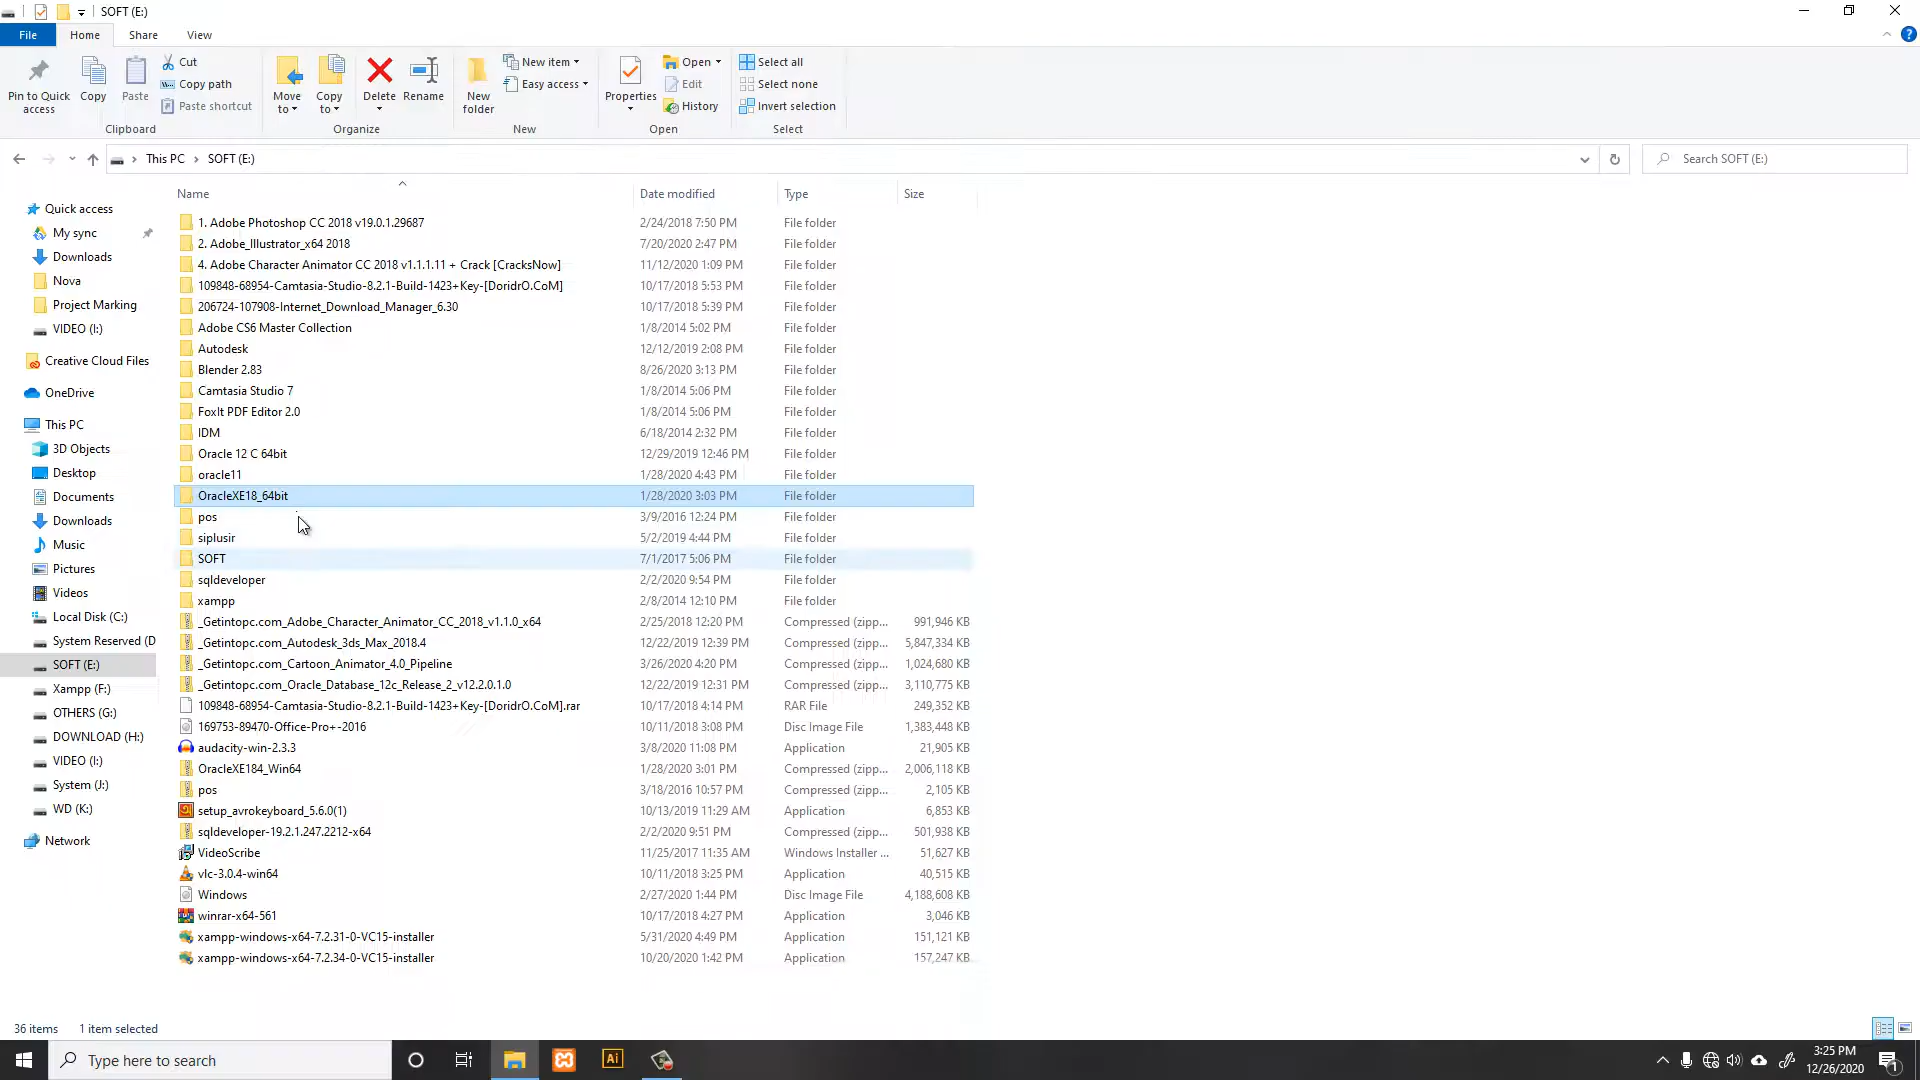 SOFT (E:)
File Home Share View
Pin to Quick access
Copy
Paste
Cut
Copy path
Paste shortcut
Clipboard
Move to
Copy to
Delete
Rename
Organize
New folder
New item
Easy access
New
Properties
Open
Edit
History
Open
Select all
Select none
Invert selection
Select
This PC > SOFT (E:)
Search SOFT (E:)
Quick access
My sync
Downloads
Nova
Project Marking
VIDEO (I:)
Creative Cloud Files
OneDrive
This PC
3D Objects
Desktop
Documents
Downloads
Music
Pictures
Videos
Local Disk (C:)
System Reserved (D
SOFT (E:)
Xampp (F:)
OTHERS (G:)
DOWNLOAD (H:)
VIDEO (I:)
System (J:)
WD (K:)
Network
Name Date modified Type Size
1. Adobe Photoshop CC 2018 v19.0.1.29687 2/24/2018 7:50 PM File folder
2. Adobe_Illustrator_x64 2018 7/20/2020 2:47 PM File folder
4. Adobe Character Animator CC 2018 v1.1.1.11 + Crack [CracksNow] 11/12/2020 1:09 PM File folder
109848-68954-Camtasia-Studio-8.2.1-Build-1423+Key-[DoridrO.CoM] 10/17/2018 5:53 PM File folder
206724-107908-Internet_Download_Manager_6.30 10/17/2018 5:39 PM File folder
Adobe CS6 Master Collection 1/8/2014 5:02 PM File folder
Autodesk 12/12/2019 2:08 PM File folder
Blender 2.83 8/26/2020 3:13 PM File folder
Camtasia Studio 7 1/8/2014 5:06 PM File folder
FoxIt PDF Editor 2.0 1/8/2014 5:06 PM File folder
IDM 6/18/2014 2:32 PM File folder
Oracle 12 C 64bit 12/29/2019 12:46 PM File folder
oracle11 1/28/2020 4:43 PM File folder
OracleXE18_64bit 1/28/2020 3:03 PM File folder
pos 3/9/2016 12:24 PM File folder
siplusir 5/2/2019 4:44 PM File folder
SOFT 7/1/2017 5:06 PM File folder
sqldeveloper 2/2/2020 9:54 PM File folder
xampp 2/8/2014 12:10 PM File folder
_Getintopc.com_Adobe_Character_Animator_CC_2018_v1.1.0_x64 2/25/2018 12:20 PM Compressed (zipp... 991,946 KB
_Getintopc.com_Autodesk_3ds_Max_2018.4 12/22/2019 12:39 PM Compressed (zipp... 5,847,334 KB
_Getintopc.com_Cartoon_Animator_4.0_Pipeline 3/26/2020 4:20 PM Compressed (zipp... 1,024,680 KB
_Getintopc.com_Oracle_Database_12c_Release_2_v12.2.0.1.0 12/22/2019 12:31 PM Compressed (zipp... 3,110,775 KB
109848-68954-Camtasia-Studio-8.2.1-Build-1423+Key-[DoridrO.CoM].rar 10/17/2018 4:14 PM RAR File 249,352 KB
169753-89470-Office-Pro+-2016 10/11/2018 3:08 PM Disc Image File 1,383,448 KB
audacity-win-2.3.3 3/8/2020 11:08 PM Application 21,905 KB
OracleXE184_Win64 1/28/2020 3:01 PM Compressed (zipp... 2,006,118 KB
pos 3/18/2016 10:57 PM Compressed (zipp... 2,105 KB
setup_avrokeyboard_5.6.0(1) 10/13/2019 11:29 AM Application 6,853 KB
sqldeveloper-19.2.1.247.2212-x64 2/2/2020 9:51 PM Compressed (zipp... 501,938 KB
VideoScribe 11/25/2017 11:35 AM Windows Installer ... 51,627 KB
vlc-3.0.4-win64 10/11/2018 3:25 PM Application 40,515 KB
Windows 2/27/2020 1:44 PM Disc Image File 4,188,608 KB
winrar-x64-561 10/17/2018 4:27 PM Application 3,046 KB
xampp-windows-x64-7.2.31-0-VC15-installer 5/31/2020 4:49 PM Application 151,121 KB
xampp-windows-x64-7.2.34-0-VC15-installer 10/20/2020 1:42 PM Application 157,247 KB
36 items 1 item selected
Type here to search
Ai
3:25 PM
12/26/2020
1